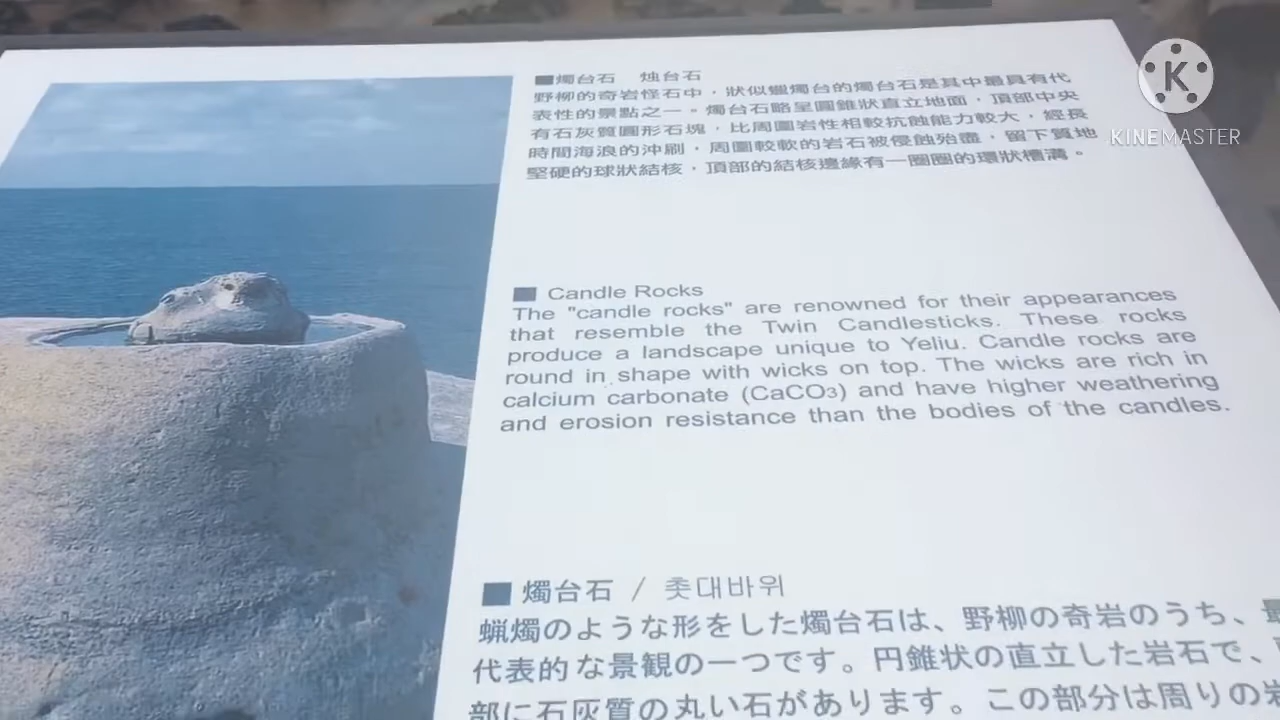 ■燭台石 烛台石
野柳的奇岩怪石中，狀似蠟燭台的燭台石是其中最具有代
表性的景點之一。燭台石略呈圓錐狀直立地面，頂部中央
有石灰質圓形石塊，比周圍岩性相較抗蝕能力較大，經長
時間海浪的沖刷，周圍較軟的岩石被侵蝕殆盡，留下質地
堅硬的球狀結核，頂部的結核邊緣有一圈圈的環狀槽溝。
■ Candle Rocks
The "candle rocks" are renowned for their appearances
that resemble the Twin Candlesticks. These rocks
produce a landscape unique to Yeliu. Candle rocks are
round in shape with wicks on top. The wicks are rich in
calcium carbonate (CaCO3) and have higher weathering
and erosion resistance than the bodies of the candles.
■ 燭台石 / 촛대바위
蝋燭のような形をした燭台石は、野柳の奇岩のうち、最
代表的な景観の一つです。円錐状の直立した岩石で、
部に石灰質の丸い石があります。この部分は周りの岩
K
KINEMASTER